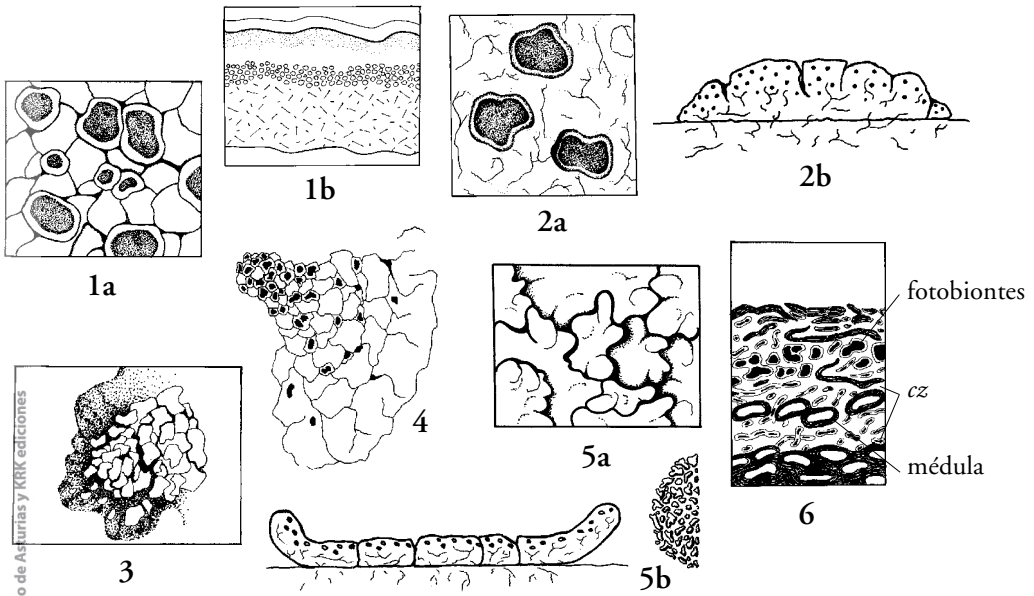 1a
1b
2a
2b
3
4
5a
5b
6
fotobiontes
cz
médula
o de Asturias y KRK ediciones